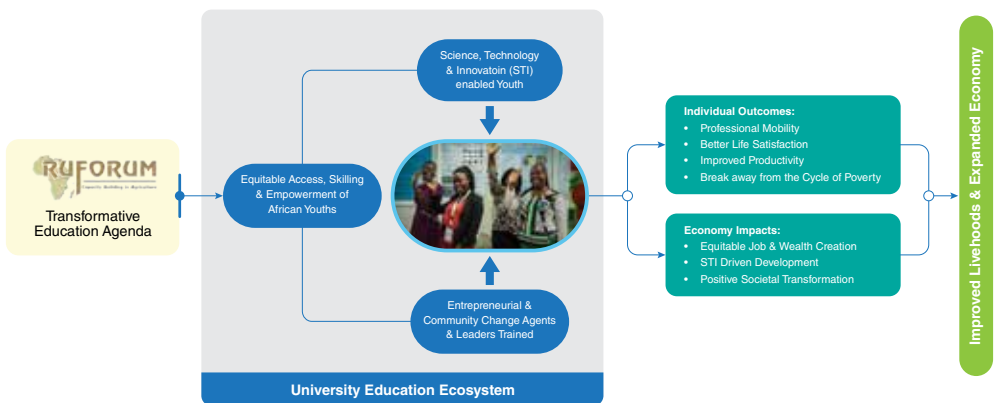 RUFORUM
Transformative
Education Agenda
Equitable Access, Skilling
& Empowerment of
African Youths
Science, Technology
& Innovatoin (STI)
enabled Youth
Entrepreneurial &
Community Change Agents
& Leaders Trained
University Education Ecosystem
Individual Outcomes:
• Professional Mobility
• Better Life Satisfaction
• Improved Productivity
• Break away from the Cycle of Poverty
Economy Impacts:
• Equitable Job & Wealth Creation
• STI Driven Development
• Positive Societal Transformation
Improved Livehoods & Expanded Economy